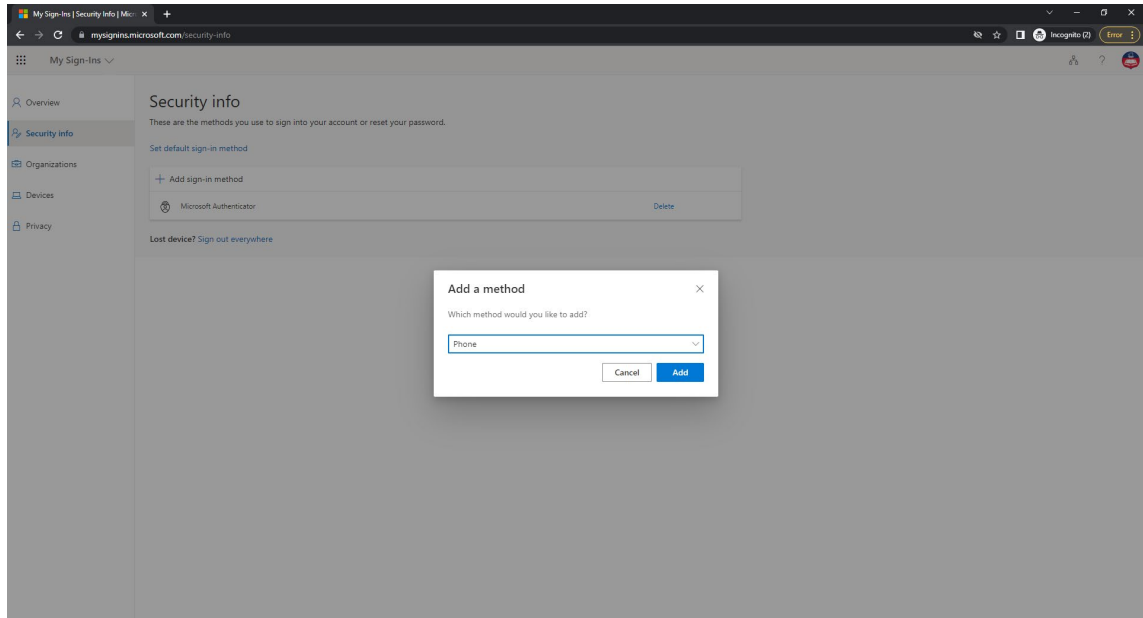 My Sign-Ins | Security Info | Micr
mysignins.microsoft.com/security-info
Incognito (2)
Error
My Sign-Ins
?
Overview
Security info
Organizations
Devices
Privacy
Security info
These are the methods you use to sign into your account or reset your password.
Set default sign-in method
Add sign-in method
Microsoft Authenticator Delete
Lost device? Sign out everywhere
Add a method
Which method would you like to add?
Phone
Cancel Add